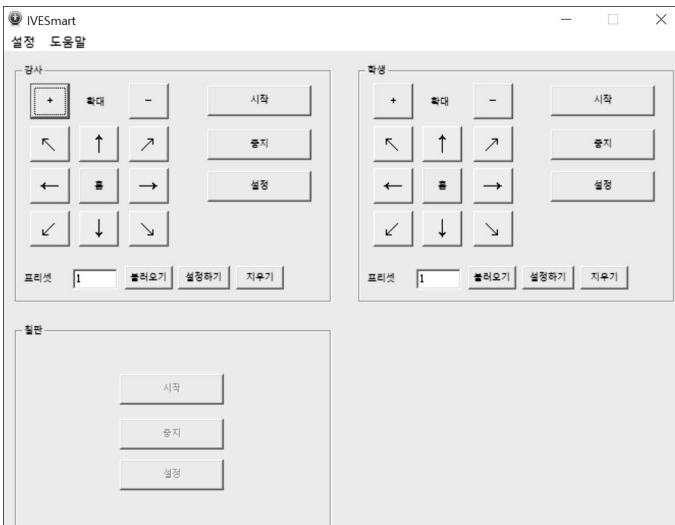 IVESmart
설정 도움말
강사
+ 확대 -
시작
↖ ↑ ↗
중지
← 홈 →
설정
↙ ↓ ↘
프리셋 1 불러오기 설정하기 지우기
학생
+ 확대 -
시작
↖ ↑ ↗
중지
← 홈 →
설정
↙ ↓ ↘
프리셋 1 불러오기 설정하기 지우기
칠판
시작
중지
설정